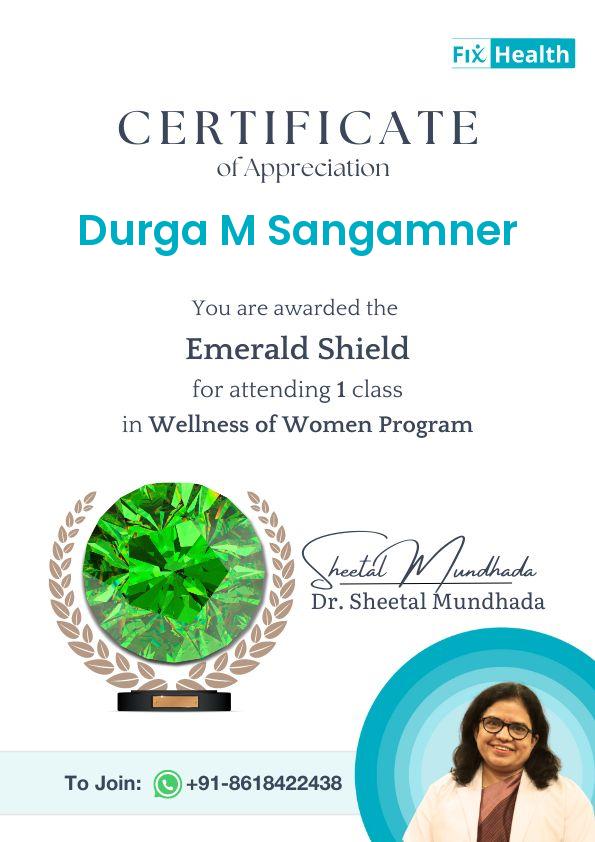 Fix Health
CERTIFICATE
of Appreciation
Durga M Sangamner
You are awarded the
Emerald Shield
for attending 1 class
in Wellness of Women Program
Sheetal Mundhada
Dr. Sheetal Mundhada
To Join: +91-8618422438